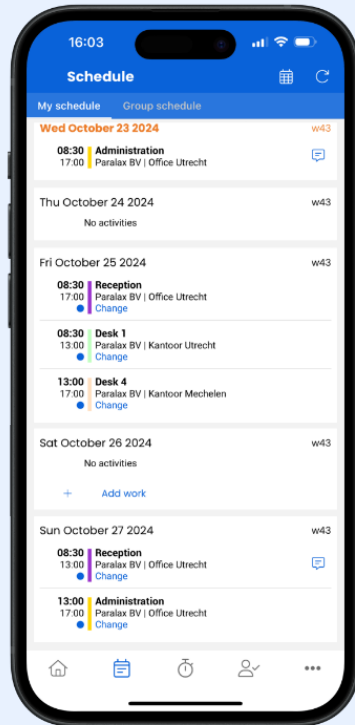 16:03
Schedule
My schedule Group schedule
Wed October 23 2024 w43
08:30 Administration
17:00 Paralax BV | Office Utrecht
Thu October 24 2024 w43
No activities
Fri October 25 2024 w43
08:30 Reception
17:00 Paralax BV | Office Utrecht
Change
08:30 Desk 1
13:00 Paralax BV | Kantoor Utrecht
Change
13:00 Desk 4
17:00 Paralax BV | Kantoor Mechelen
Change
Sat October 26 2024 w43
No activities
+ Add work
Sun October 27 2024 w43
08:30 Reception
13:00 Paralax BV | Office Utrecht
Change
13:00 Administration
17:00 Paralax BV | Office Utrecht
Change